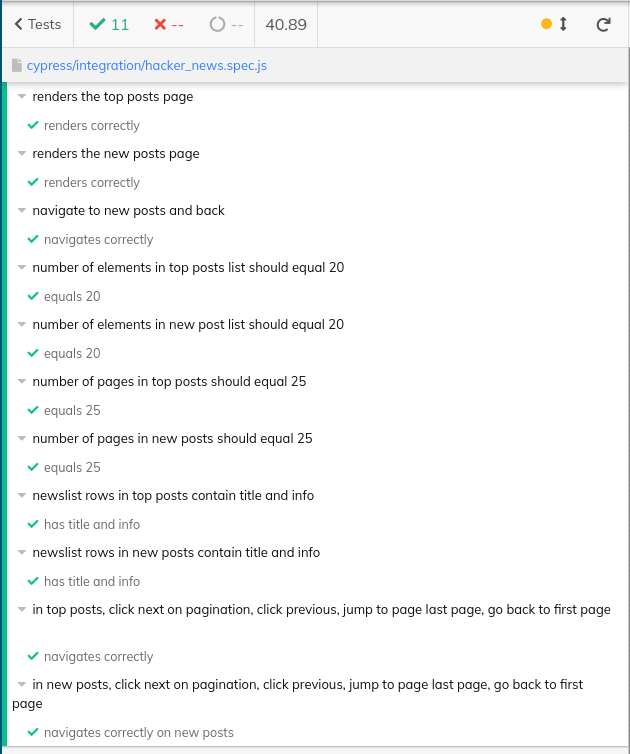 Tests 11 -- -- 40.89
cypress/integration/hacker_news.spec.js
renders the top posts page
renders correctly
renders the new posts page
renders correctly
navigate to new posts and back
navigates correctly
number of elements in top posts list should equal 20
equals 20
number of elements in new post list should equal 20
equals 20
number of pages in top posts should equal 25
equals 25
number of pages in new posts should equal 25
equals 25
newslist rows in top posts contain title and info
has title and info
newslist rows in new posts contain title and info
has title and info
in top posts, click next on pagination, click previous, jump to page last page, go back to first page
navigates correctly
in new posts, click next on pagination, click previous, jump to page last page, go back to first
page
navigates correctly on new posts